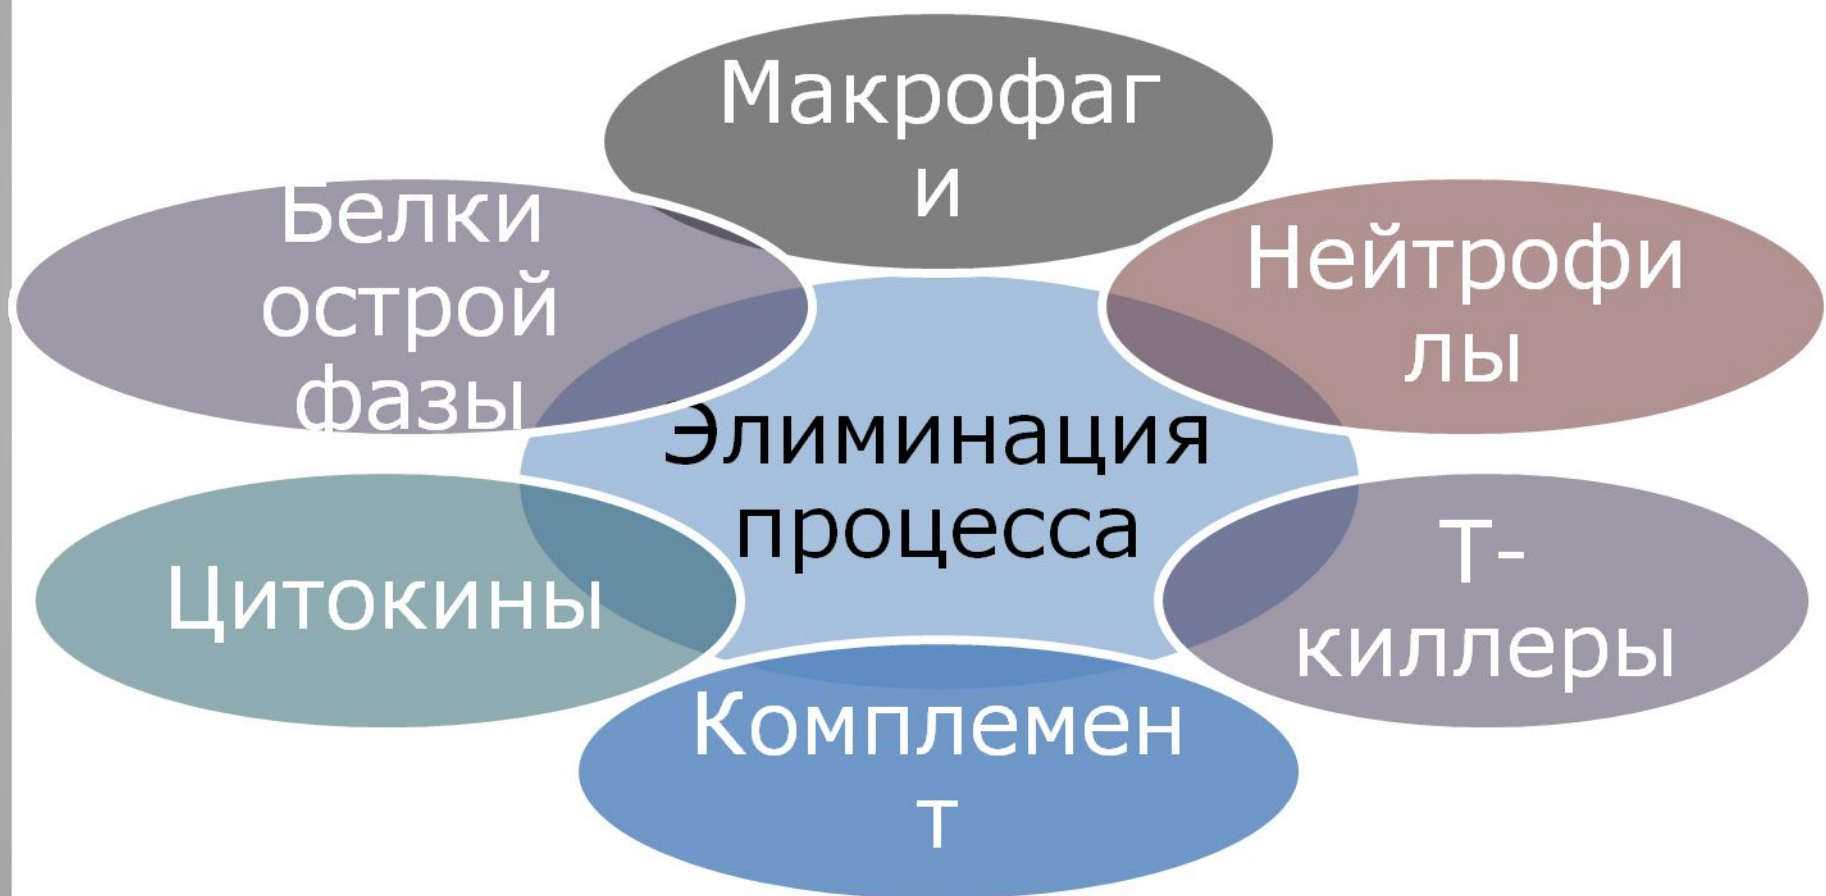 Макрофаг
и
Белки
острой
фазы
Нейтрофи
лы
Элиминация
процесса
Цитокины
Т-
киллеры
Комплемен
т